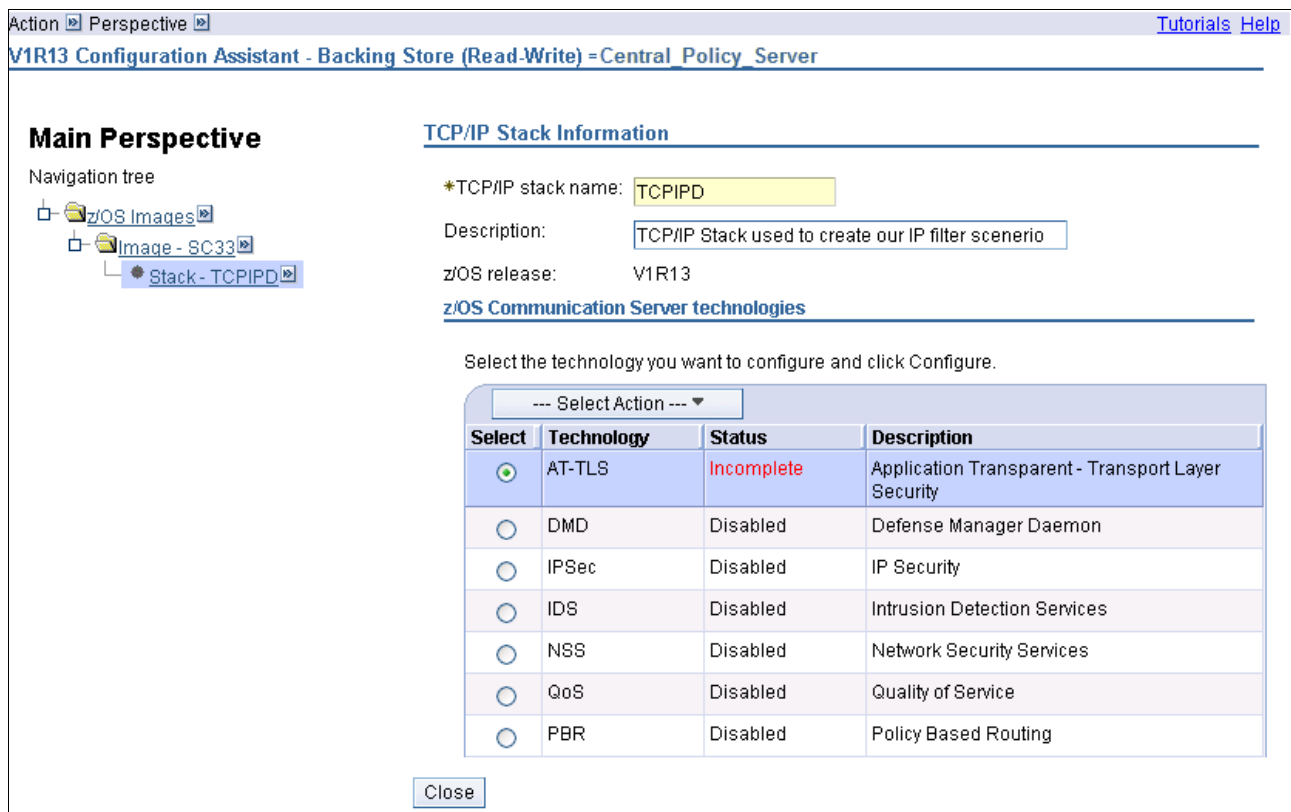 Action Perspective Tutorials Help
V1R13 Configuration Assistant - Backing Store (Read-Write) =Central_Policy_Server
Main Perspective
Navigation tree
z/OS Images
Image - SC33
Stack - TCPIPD
TCP/IP Stack Information
*TCP/IP stack name: TCPIPD
Description: TCP/IP Stack used to create our IP filter scenerio
z/OS release: V1R13
z/OS Communication Server technologies
Select the technology you want to configure and click Configure.
--- Select Action ---
Select Technology Status Description
AT-TLS Incomplete Application Transparent - Transport Layer
Security
DMD Disabled Defense Manager Daemon
IPSec Disabled IP Security
IDS Disabled Intrusion Detection Services
NSS Disabled Network Security Services
QoS Disabled Quality of Service
PBR Disabled Policy Based Routing
Close